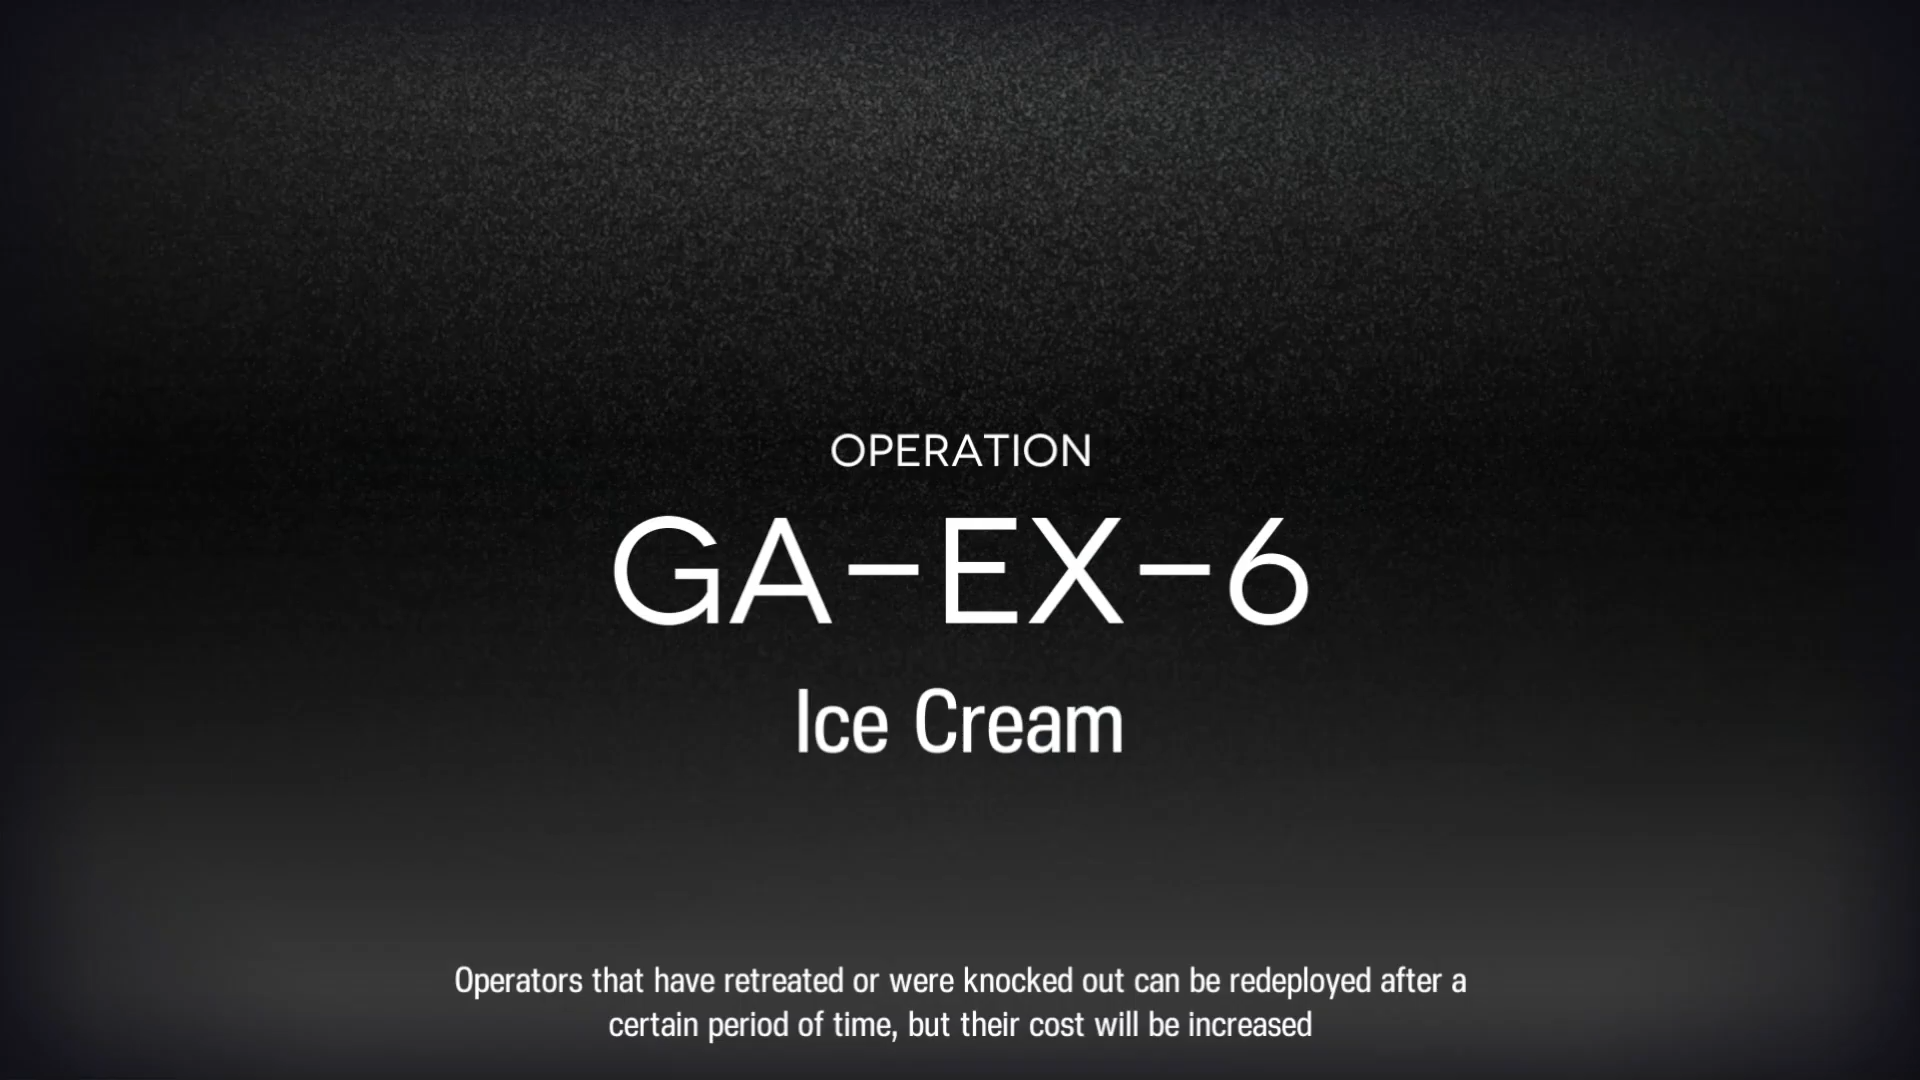 OPERATION
GA-EX-6
Ice Cream
Operators that have retreated or were knocked out can be redeployed after a
certain period of time, but their cost will be increased